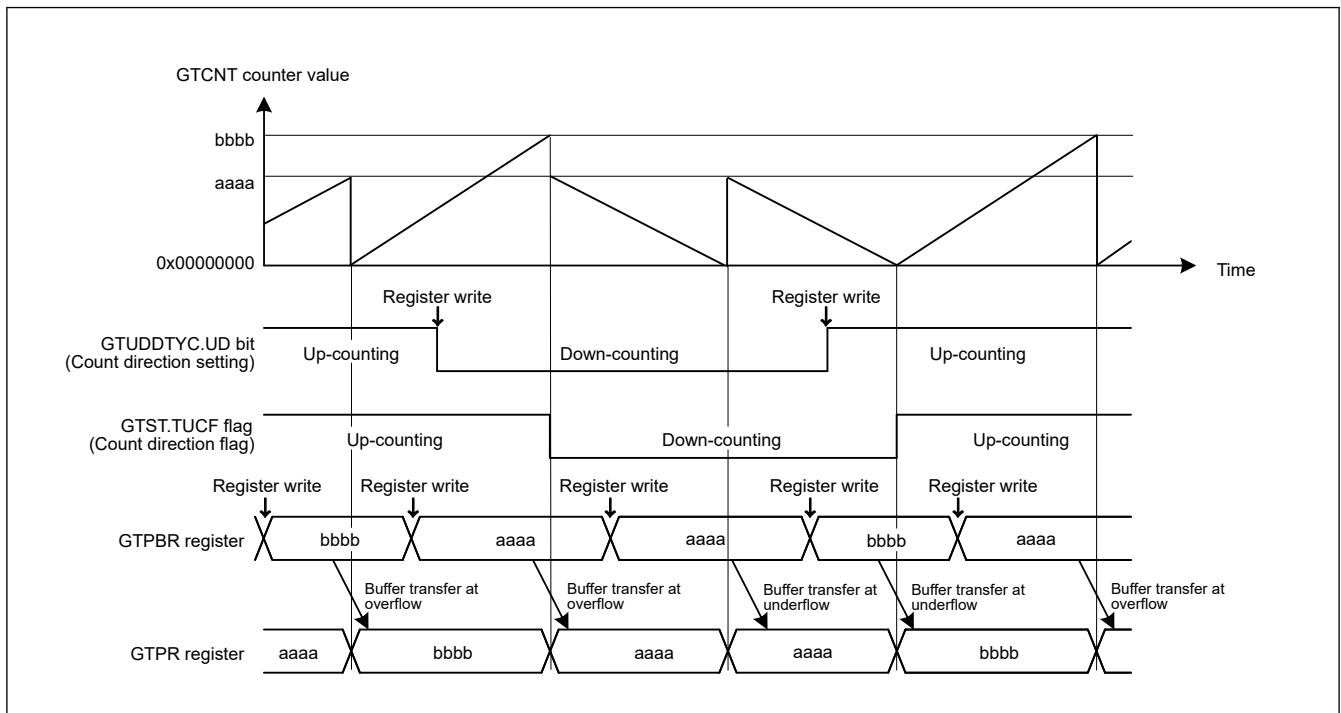 GTCNT counter value
bbbb
aaaa
0x00000000
Time
Register write
Register write
GTUDDTYC.UD bit
(Count direction setting)
Up-counting
Down-counting
Up-counting
GTST.TUCF flag
(Count direction flag)
Up-counting
Down-counting
Up-counting
Register write
Register write
Register write
Register write
Register write
GTPBR register
bbbb
aaaa
aaaa
bbbb
aaaa
Buffer transfer at
overflow
Buffer transfer at
overflow
Buffer transfer at
underflow
Buffer transfer at
underflow
Buffer transfer at
overflow
GTPR register
aaaa
bbbb
aaaa
aaaa
bbbb